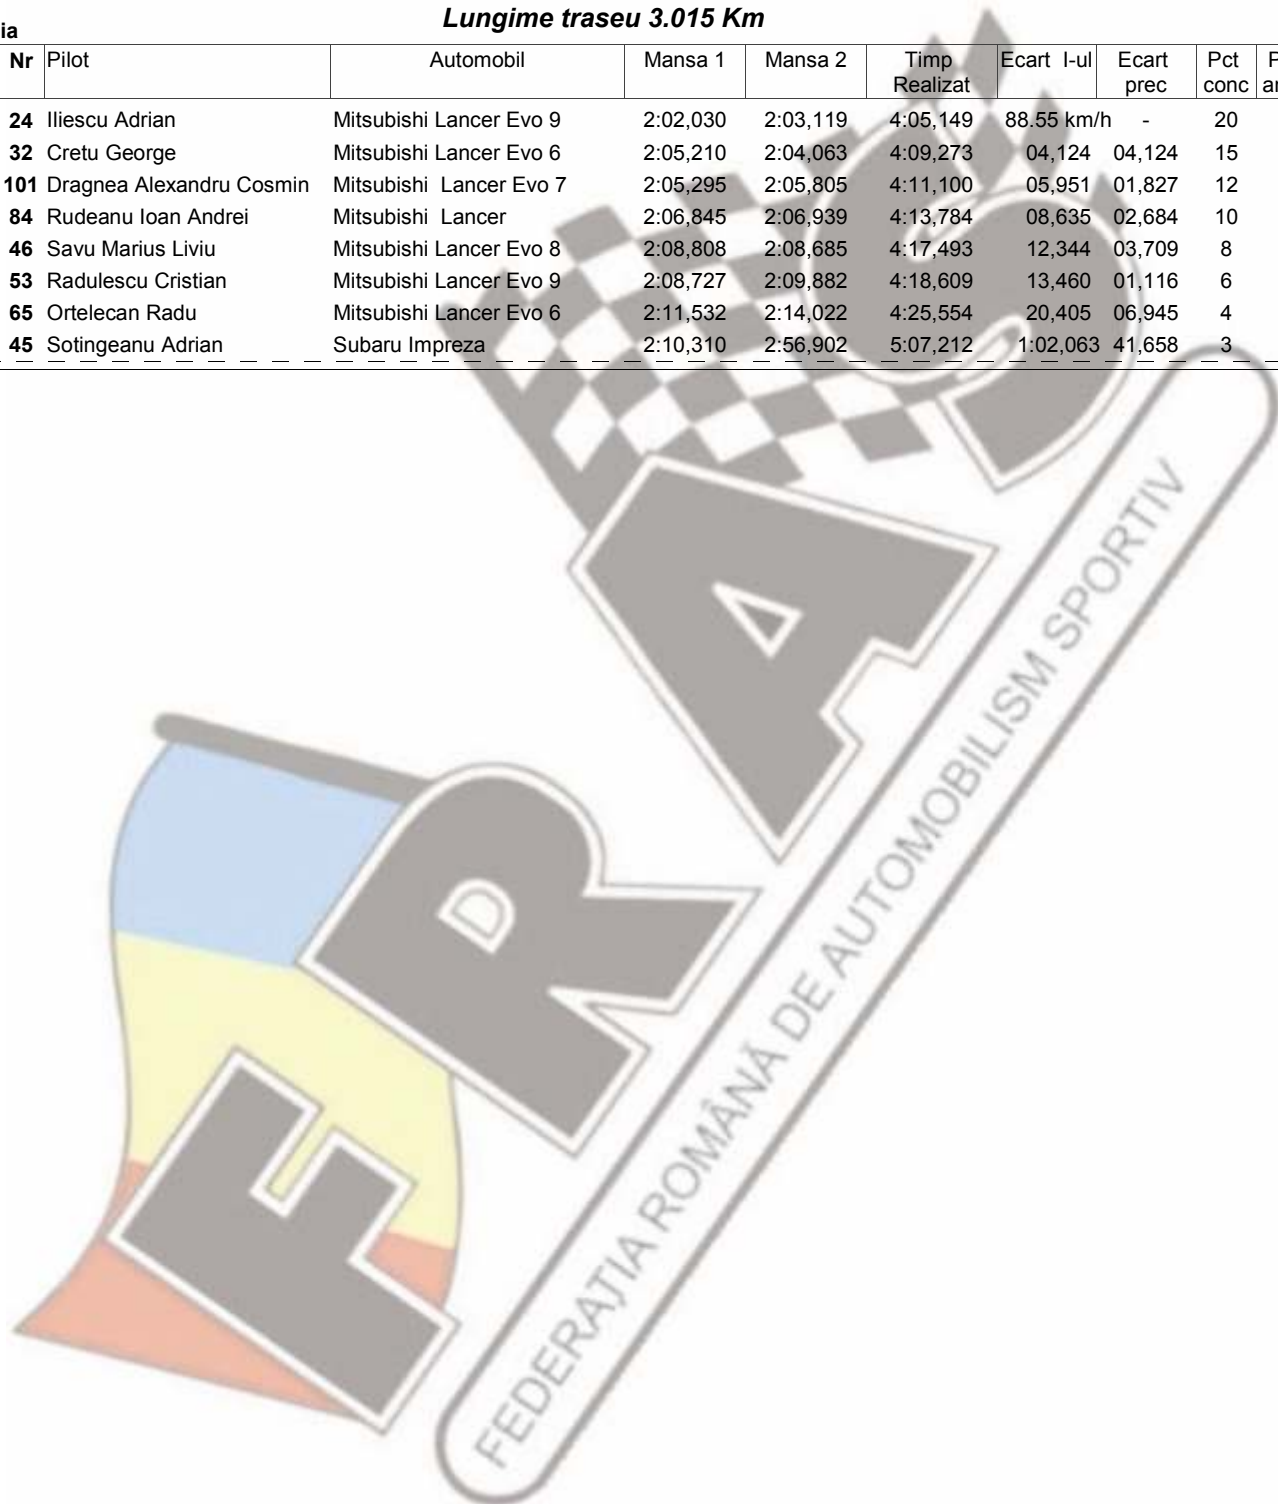 Lungime traseu 3.015 Km
ia
Nr Pilot Automobil Mansa 1 Mansa 2 Timp Realizat Ecart I-ul Ecart prec Pct conc
24 Iliescu Adrian Mitsubishi Lancer Evo 9 2:02,030 2:03,119 4:05,149 88.55 km/h - 20
32 Cretu George Mitsubishi Lancer Evo 6 2:05,210 2:04,063 4:09,273 04,124 04,124 15
101 Dragnea Alexandru Cosmin Mitsubishi Lancer Evo 7 2:05,295 2:05,805 4:11,100 05,951 01,827 12
84 Rudeanu Ioan Andrei Mitsubishi Lancer 2:06,845 2:06,939 4:13,784 08,635 02,684 10
46 Savu Marius Liviu Mitsubishi Lancer Evo 8 2:08,808 2:08,685 4:17,493 12,344 03,709 8
53 Radulescu Cristian Mitsubishi Lancer Evo 9 2:08,727 2:09,882 4:18,609 13,460 01,116 6
65 Ortelecan Radu Mitsubishi Lancer Evo 6 2:11,532 2:14,022 4:25,554 20,405 06,945 4
45 Sotingeanu Adrian Subaru Impreza 2:10,310 2:56,902 5:07,212 1:02,063 41,658 3
FRAS
FEDERAȚIA ROMÂNĂ DE AUTOMOBILISM SPORTIV